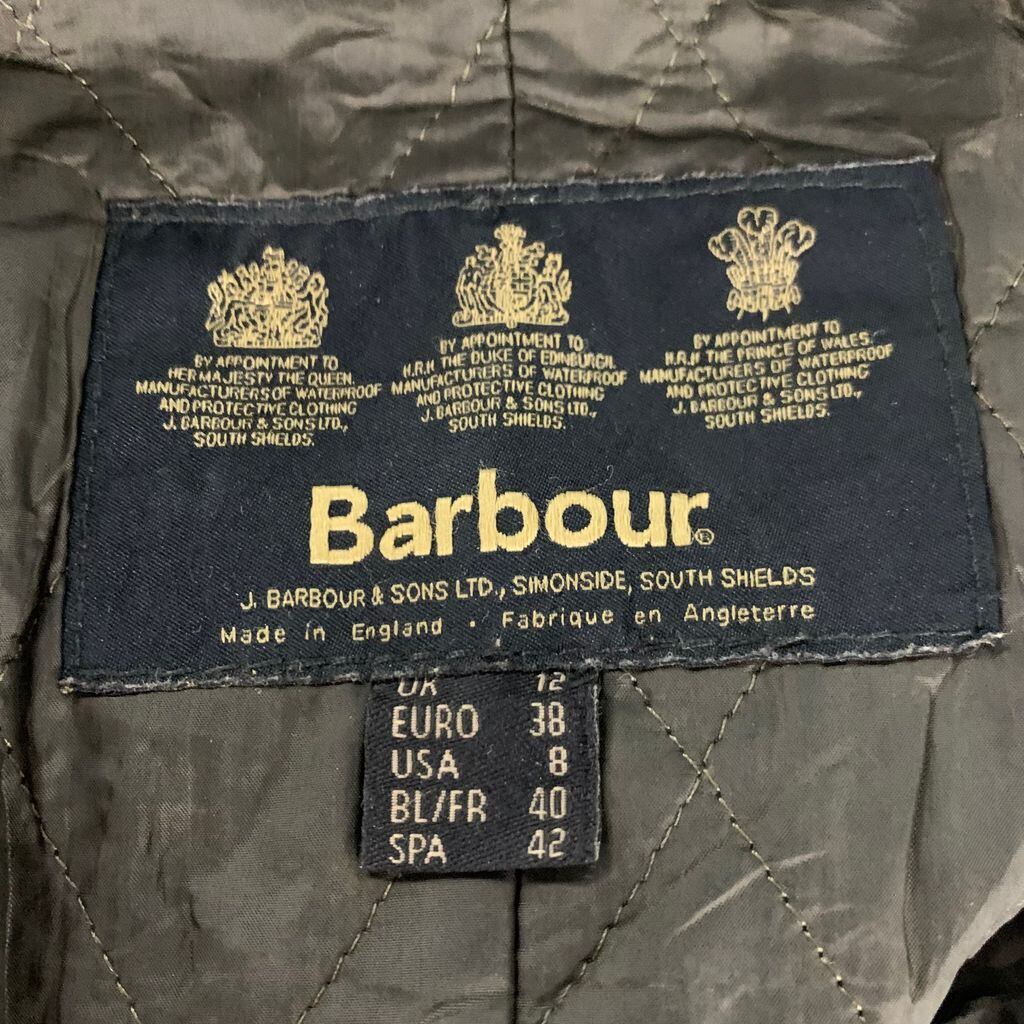 BY APPOINTMENT TO
HER MAJESTY THE QUEEN
MANUFACTURERS OF WATERPROOF
AND PROTECTIVE CLOTHING
J. BARBOUR & SONS LTD.,
SOUTH SHIELDS.
BY APPOINTMENT TO
H.R.H THE DUKE OF EDINBURGH.
MANUFACTURERS OF WATERPROOF
AND PROTECTIVE CLOTHING
J. BARBOUR & SONS LTD.,
SOUTH SHIELDS.
BY APPOINTMENT TO
H.R.H THE PRINCE OF WALES.
MANUFACTURERS OF WATERPROOF
AND PROTECTIVE CLOTHING
J. BARBOUR & SONS LTD.,
SOUTH SHIELDS.
Barbour®
J. BARBOUR & SONS LTD., SIMONSIDE, SOUTH SHIELDS
Made in England · Fabrique en Angleterre
UK 12
EURO 38
USA 8
BL/FR 40
SPA 42